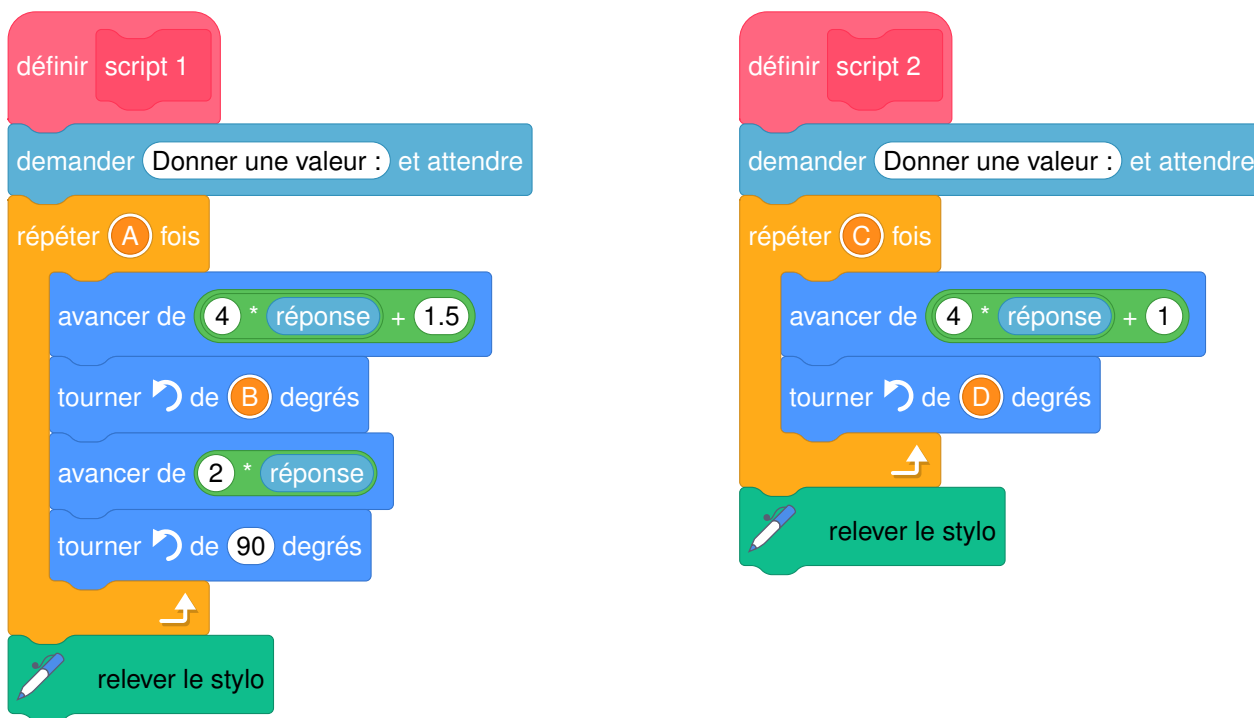 définir script 1
demander Donner une valeur : et attendre
répéter A fois
avancer de 4 * réponse + 1.5
tourner de B degrés
avancer de 2 * réponse
tourner de 90 degrés
relever le stylo
définir script 2
demander Donner une valeur : et attendre
répéter C fois
avancer de 4 * réponse + 1
tourner de D degrés
relever le stylo